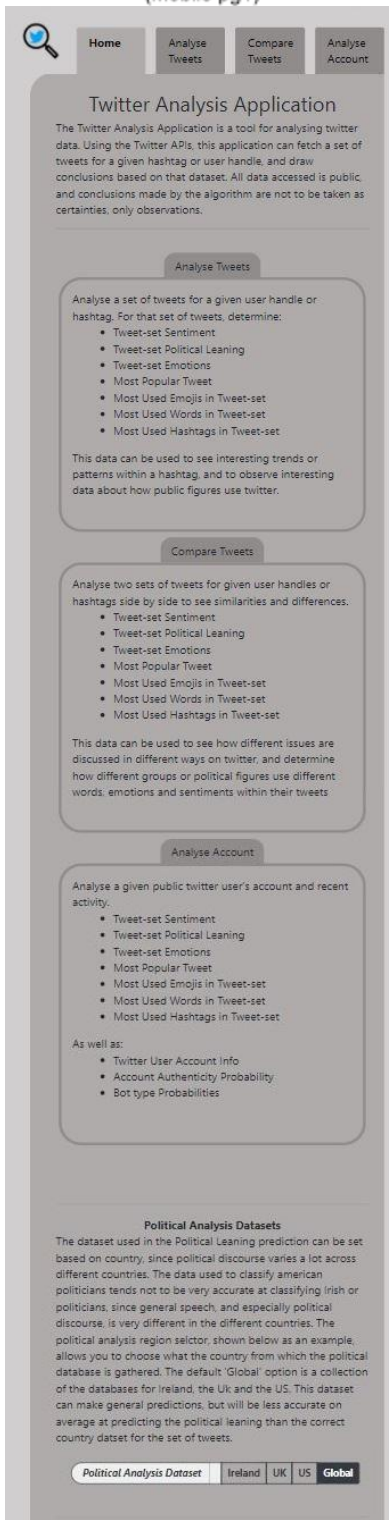 (mobile pg1)
Home
Analyse
Tweets
Compare
Tweets
Analyse
Account
Twitter Analysis Application
The Twitter Analysis Application is a tool for analysing twitter
data. Using the Twitter APIs, this application can fetch a set of
tweets for a given hashtag or user handle, and draw
conclusions based on that dataset. All data accessed is public,
and conclusions made by the algorithm are not to be taken as
certainties, only observations.
Analyse Tweets
Analyse a set of tweets for a given user handle or
hashtag. For that set of tweets, determine:
• Tweet-set Sentiment
• Tweet-set Political Leaning
• Tweet-set Emotions
• Most Popular Tweet
• Most Used Emojis in Tweet-set
• Most Used Words in Tweet-set
• Most Used Hashtags in Tweet-set
This data can be used to see interesting trends or
patterns within a hashtag, and to observe interesting
data about how public figures use twitter.
Compare Tweets
Analyse two sets of tweets for given user handles or
hashtags side by side to see similarities and differences.
• Tweet-set Sentiment
• Tweet-set Political Leaning
• Tweet-set Emotions
• Most Popular Tweet
• Most Used Emojis in Tweet-set
• Most Used Words in Tweet-set
• Most Used Hashtags in Tweet-set
This data can be used to see how different issues are
discussed in different ways on twitter, and determine
how different groups or political figures use different
words, emotions and sentiments within their tweets
Analyse Account
Analyse a given public twitter user's account and recent
activity.
• Tweet-set Sentiment
• Tweet-set Political Leaning
• Tweet-set Emotions
• Most Popular Tweet
• Most Used Emojis in Tweet-set
• Most Used Words in Tweet-set
• Most Used Hashtags in Tweet-set
As well as:
• Twitter User Account Info
• Account Authenticity Probability
• Bot type Probabilities
Political Analysis Datasets
The dataset used in the Political Leaning prediction can be set
based on country, since political discourse varies a lot across
different countries. The data used to classify american
politicians tends not to be very accurate at classifying Irish or
politicians, since general speech, and especially political
discourse, is very different in the different countries. The
political analysis region selctor, shown below as an example,
allows you to choose what the country from which the political
database is gathered. The default 'Global' option is a collection
of the databases for Ireland, the Uk and the US. This dataset
can make general predictions, but will be less accurate on
average at predicting the political leaning than the correct
country datset for the set of tweets.
Political Analysis Dataset Ireland UK US Global